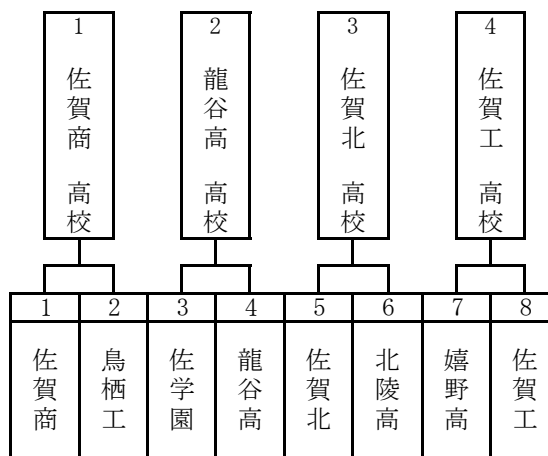 1
佐賀商 高校
2
龍谷高 高校
3
佐賀北 高校
4
佐賀工 高校
1
2
3
4
5
6
7
8
佐賀商
鳥栖工
佐学園
龍谷高
佐賀北
北陵高
嬉野高
佐賀工